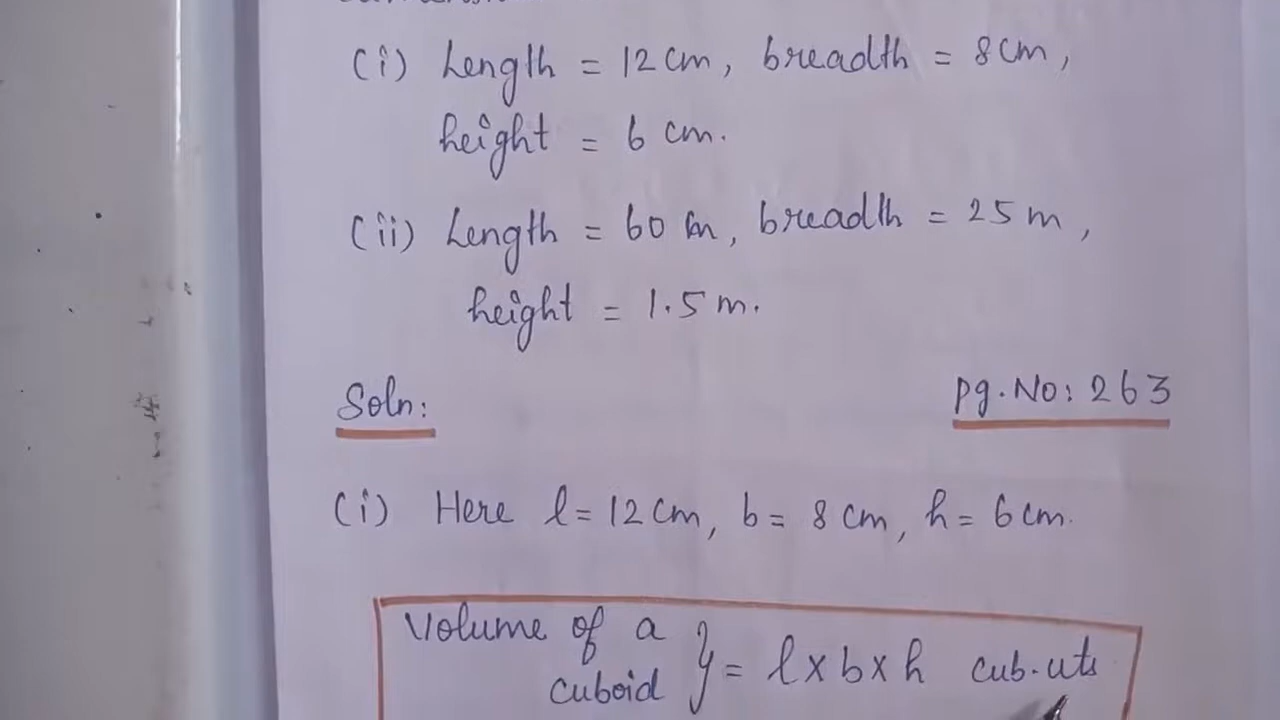 (i) Length = 12 cm, breadth = 8 cm,
height = 6 cm.
(ii) Length = 60 m, breadth = 25 m,
height = 1.5 m.
Soln:
pg. No: 263
(i) Here l = 12 cm, b = 8 cm, h = 6 cm.
Volume of a
cuboid } = l x b x h cub. uts